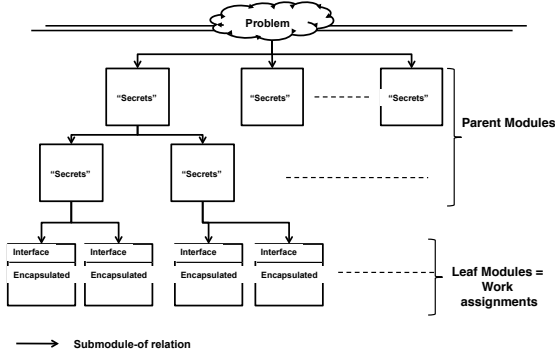 Problem
“Secrets”
“Secrets”
“Secrets”
Parent Modules
“Secrets”
“Secrets”
Interface
Interface
Interface
Interface
Encapsulated
Encapsulated
Encapsulated
Encapsulated
Leaf Modules =
Work
assignments
Submodule-of relation